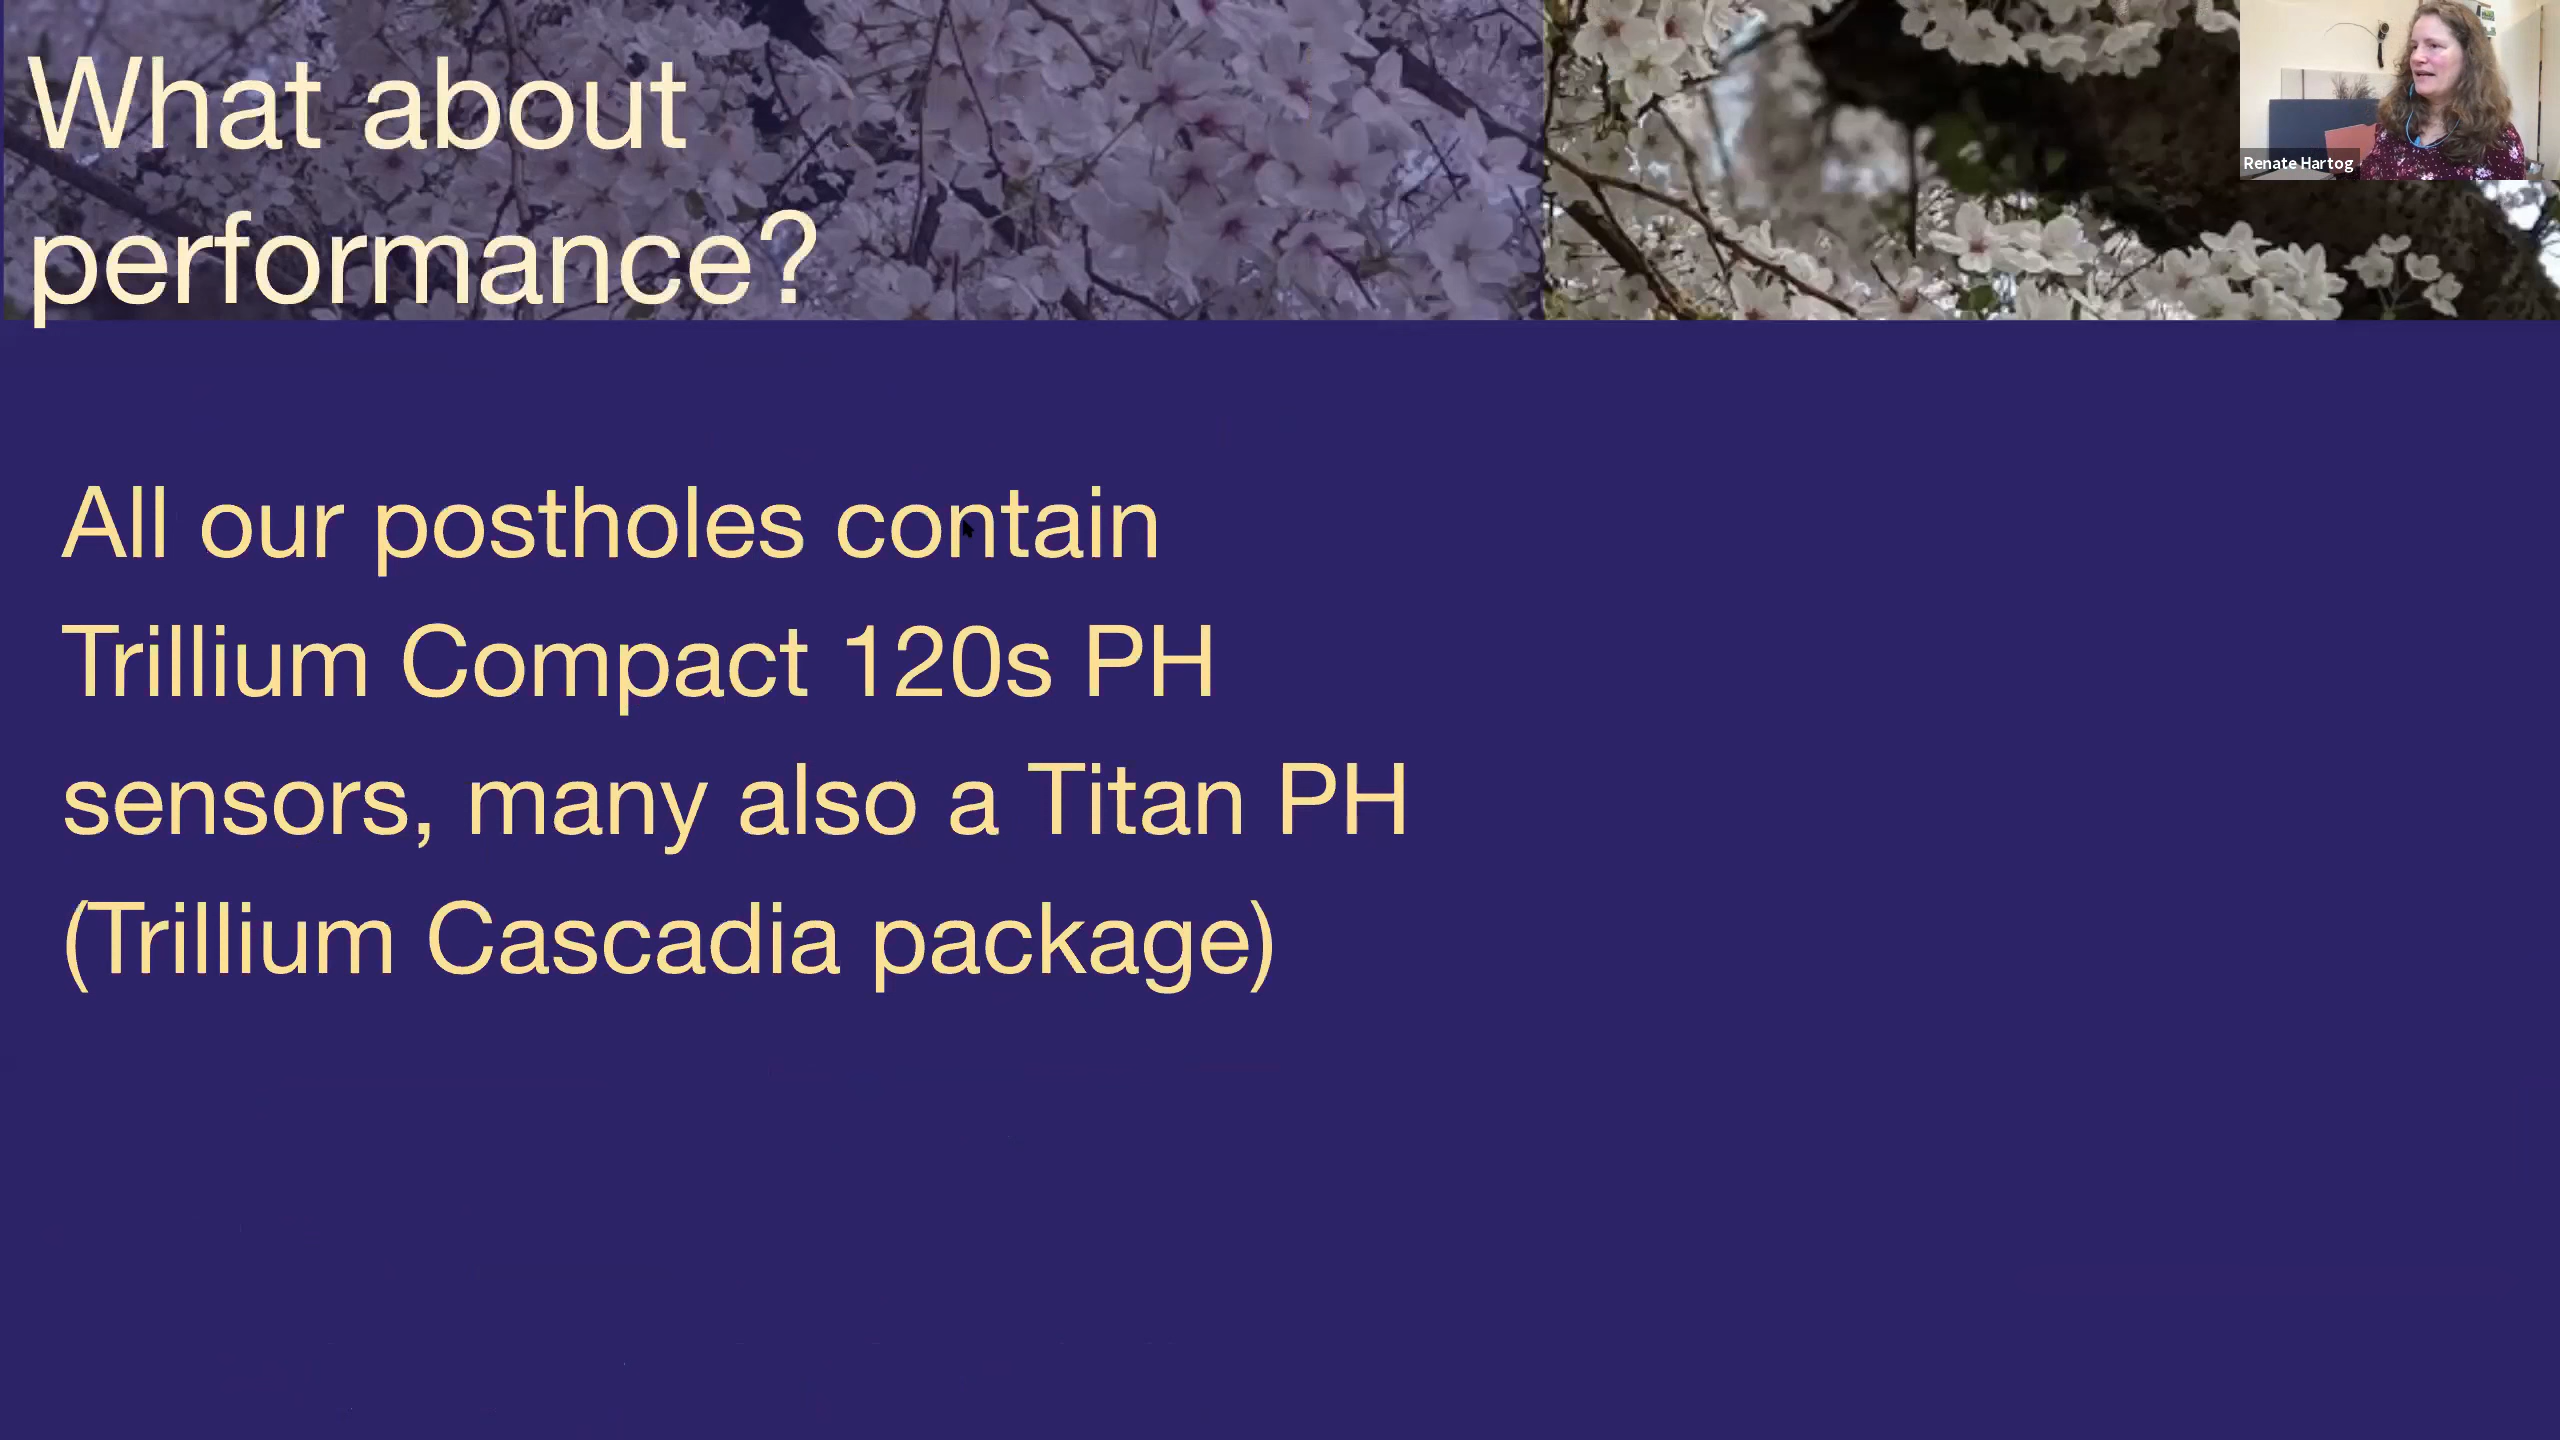 What about
performance?
Renate Hartog
All our postholes contain
Trillium Compact 120s PH
sensors, many also a Titan PH
(Trillium Cascadia package)